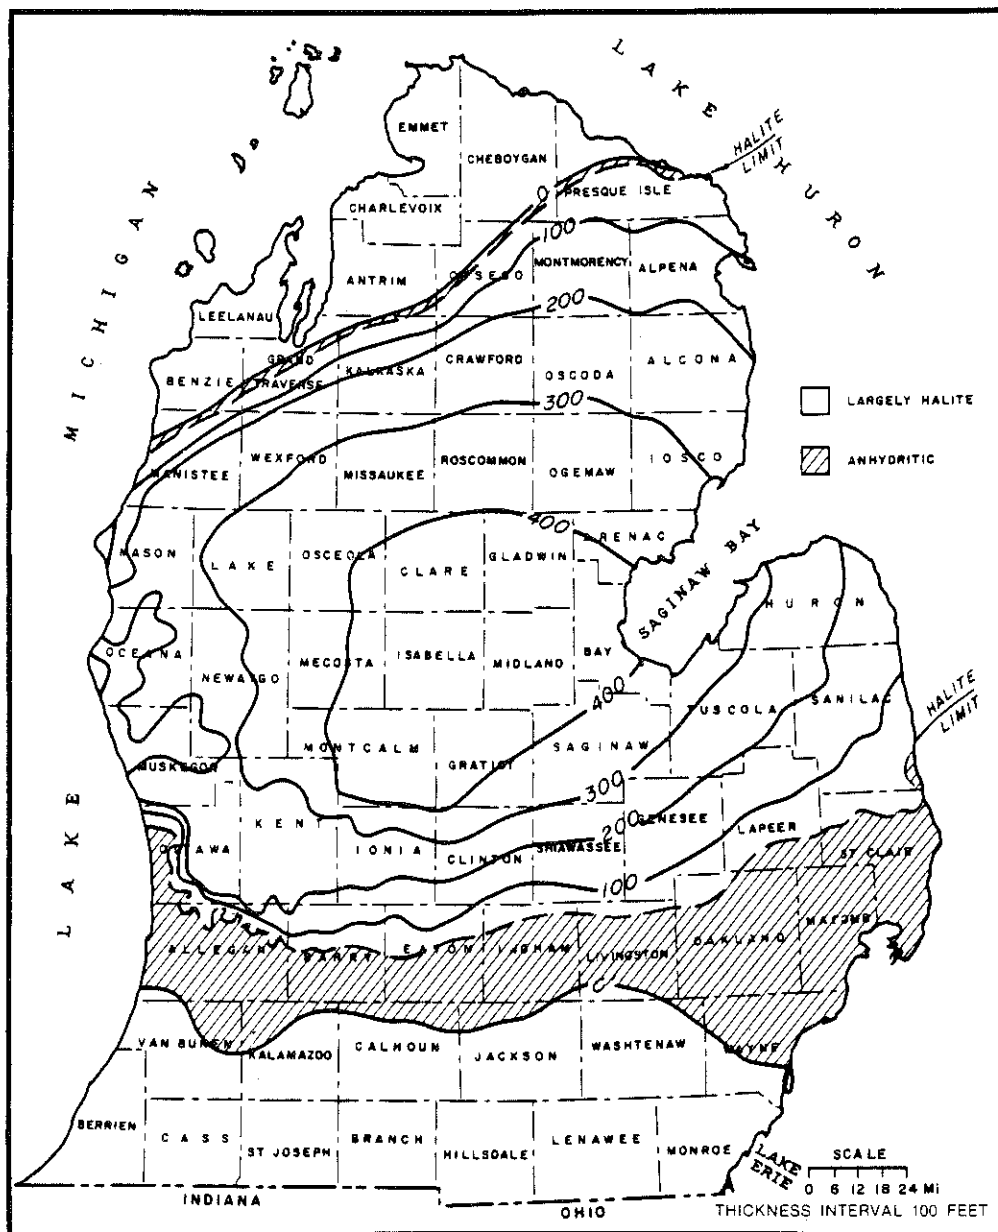 LAKE HURON
HALITE LIMIT
EMMET
CHEBOYGAN
PRESQUE ISLE
0
CHARLEVOIX
100
MICHIGAN
ANTRIM
OTSEGO
MONTMORENCY
ALPENA
LEELANAU
200
BENZIE
GRAND TRAVERSE
KALKASKA
CRAWFORD
OSCODA
ALCONA
LARGELY HALITE
300
MANISTEE
WEXFORD
MISSAUKEE
ROSCOMMON
OGEMAW
IOSCO
ANHYDRITIC
400
MASON
LAKE
OSCEOLA
CLARE
GLADWIN
ARENAC
SAGINAW BAY
HURON
OCEANA
NEWAYGO
MECOSTA
ISABELLA
MIDLAND
BAY
400
TUSCOLA
SANILAC
HALITE LIMIT
MONTCALM
GRATIOT
SAGINAW
MUSKEGON
300
LAKE
KENT
OTTAWA
IONIA
CLINTON
SHIAWASSEE
200
GENESEE
LAPEER
ST CLAIR
100
ALLEGAN
BARRY
EATON
INGHAM
LIVINGSTON
OAKLAND
MACOMB
0
VAN BUREN
KALAMAZOO
CALHOUN
JACKSON
WASHTENAW
WAYNE
BERRIEN
CASS
ST JOSEPH
BRANCH
HILLSDALE
LENAWEE
MONROE
LAKE ERIE
SCALE
0 6 12 18 24 Mi
INDIANA
OHIO
THICKNESS INTERVAL 100 FEET